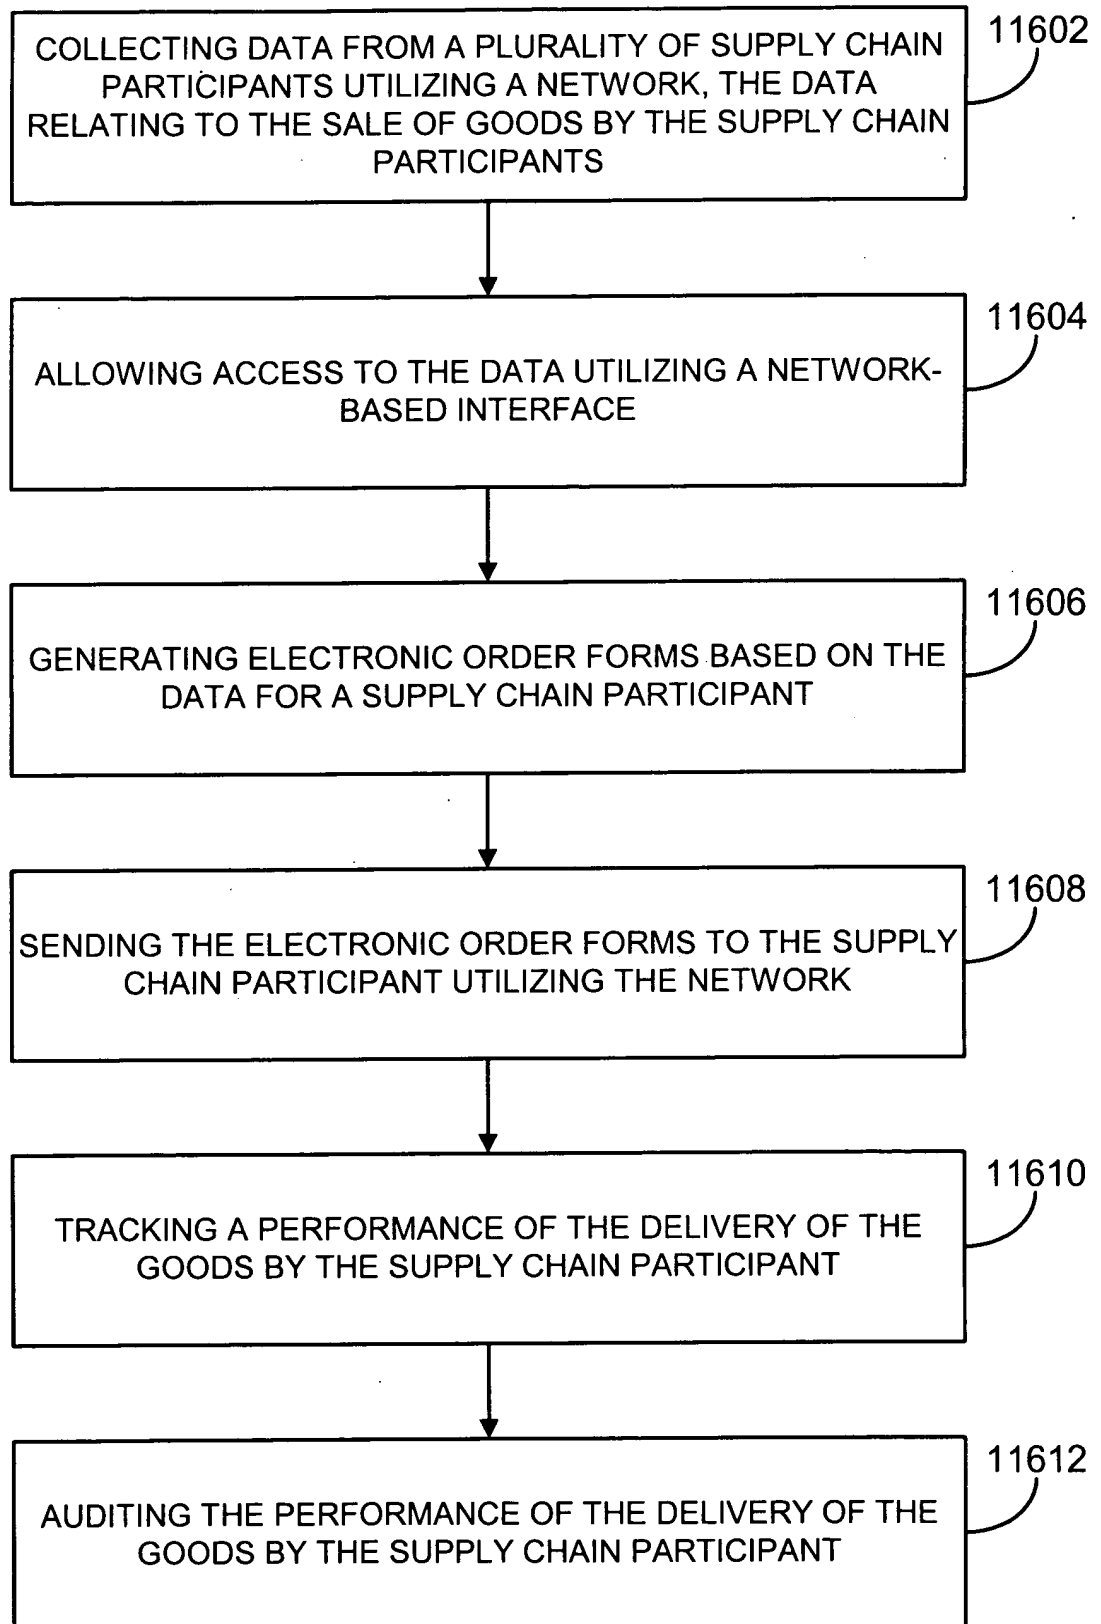 11602
COLLECTING DATA FROM A PLURALITY OF SUPPLY CHAIN
PARTICIPANTS UTILIZING A NETWORK, THE DATA
RELATING TO THE SALE OF GOODS BY THE SUPPLY CHAIN
PARTICIPANTS
11604
ALLOWING ACCESS TO THE DATA UTILIZING A NETWORK-
BASED INTERFACE
11606
GENERATING ELECTRONIC ORDER FORMS BASED ON THE
DATA FOR A SUPPLY CHAIN PARTICIPANT
11608
SENDING THE ELECTRONIC ORDER FORMS TO THE SUPPLY
CHAIN PARTICIPANT UTILIZING THE NETWORK
11610
TRACKING A PERFORMANCE OF THE DELIVERY OF THE
GOODS BY THE SUPPLY CHAIN PARTICIPANT
11612
AUDITING THE PERFORMANCE OF THE DELIVERY OF THE
GOODS BY THE SUPPLY CHAIN PARTICIPANT